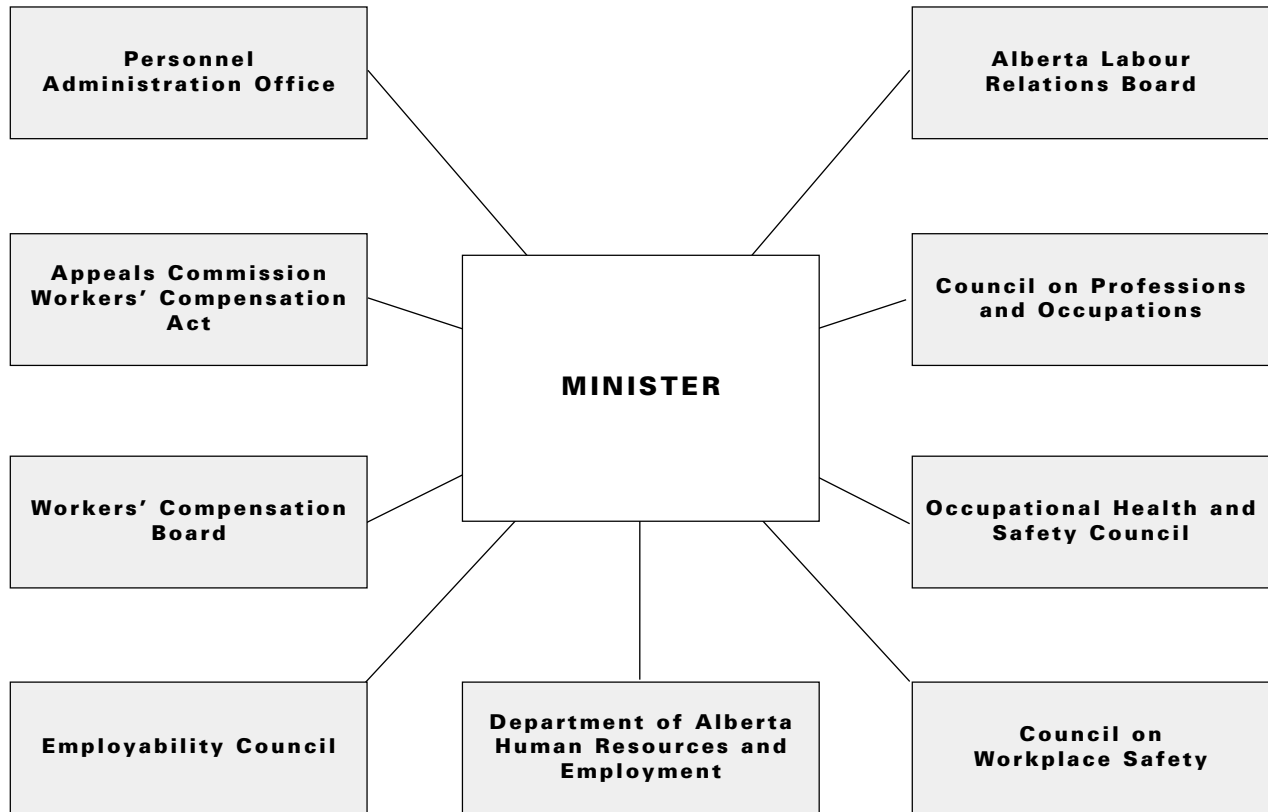 Personnel
Administration Office
Alberta Labour
Relations Board
Appeals Commission
Workers’ Compensation
Act
Council on Professions
and Occupations
MINISTER
Workers’ Compensation
Board
Occupational Health and
Safety Council
Employability Council
Department of Alberta
Human Resources and
Employment
Council on
Workplace Safety